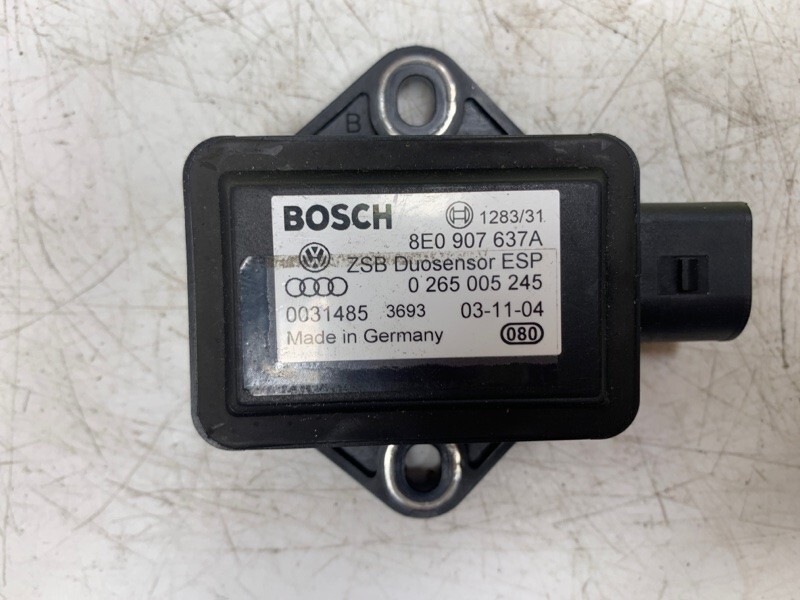 B
BOSCH 1283/31
8E0 907 637A
ZSB Duosensor ESP
0 265 005 245
0031485 3693 03-11-04
Made in Germany 080